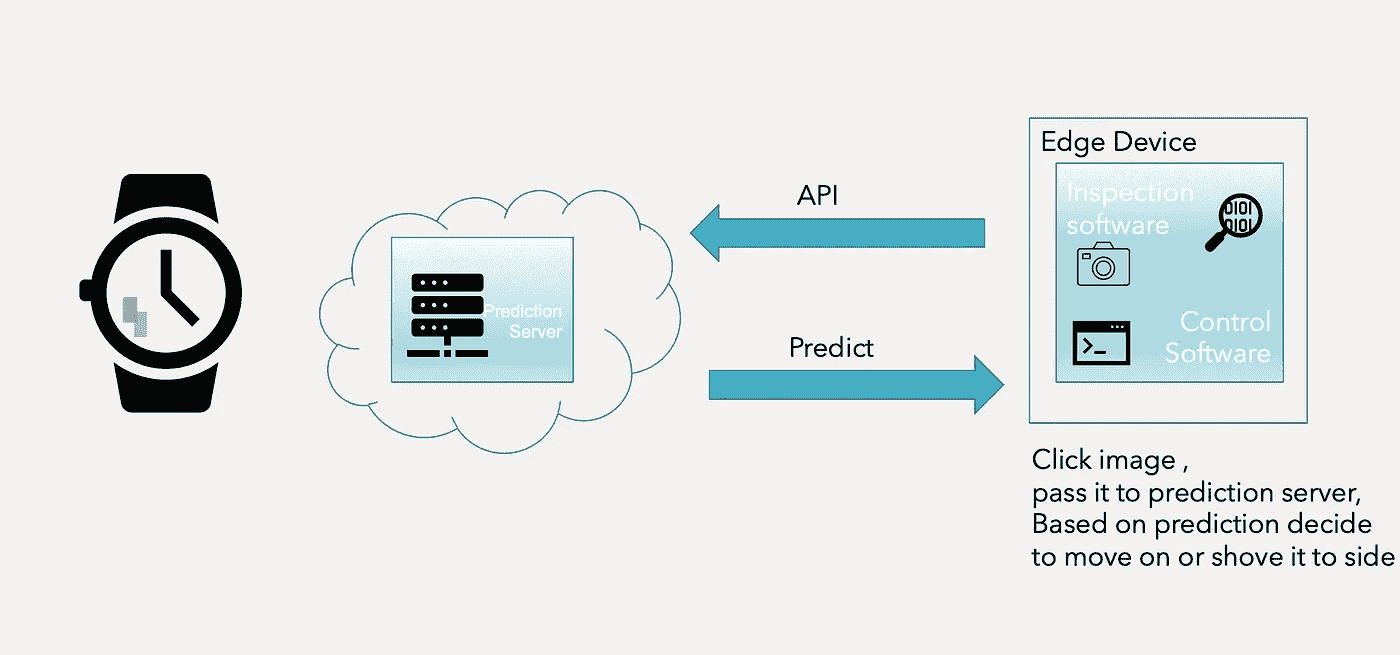 Edge Device
Inspection
software
API
Prediction
Server
Control
Software
Predict
Click image ,
pass it to prediction server,
Based on prediction decide
to move on or shove it to side